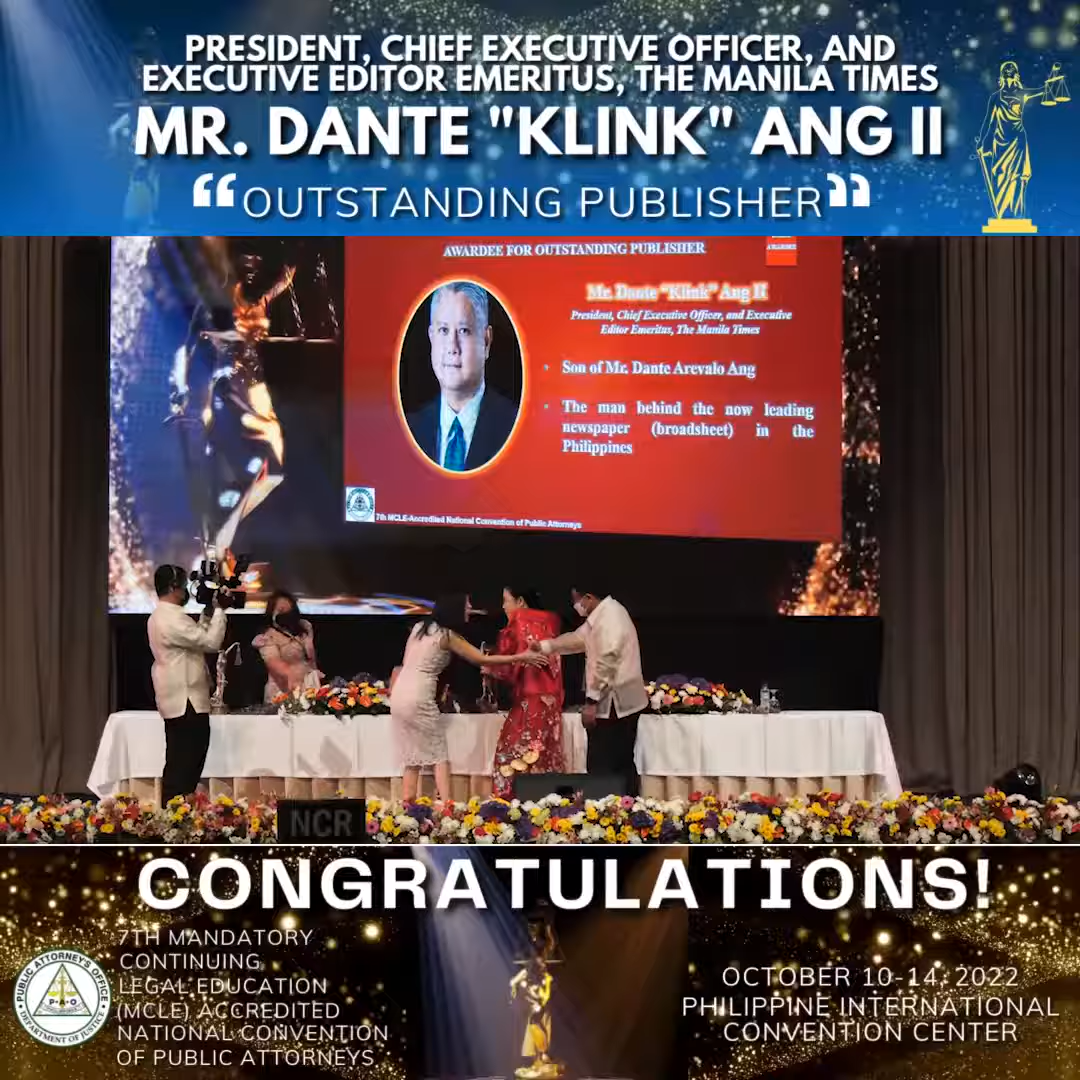 PRESIDENT, CHIEF EXECUTIVE OFFICER, AND
EXECUTIVE EDITOR EMERITUS, THE MANILA TIMES
MR. DANTE "KLINK" ANG II
“OUTSTANDING PUBLISHER”
AWARDEE FOR OUTSTANDING PUBLISHER
Mr. Dante “Klink” Ang II
President, Chief Executive Officer, and Executive
Editor Emeritus, The Manila Times
• Son of Mr. Dante Arevalo Ang
• The man behind the now leading
newspaper (broadsheet) in the
Philippines
7th MCLE-Accredited National Convention of Public Attorneys
NCR
CONGRATULATIONS!
7TH MANDATORY
CONTINUING
LEGAL EDUCATION
(MCLE) ACCREDITED
NATIONAL CONVENTION
OF PUBLIC ATTORNEYS
PUBLIC ATTORNEY'S OFFICE
P·A·O
DEPARTMENT OF JUSTICE
OCTOBER 10-14, 2022
PHILIPPINE INTERNATIONAL
CONVENTION CENTER